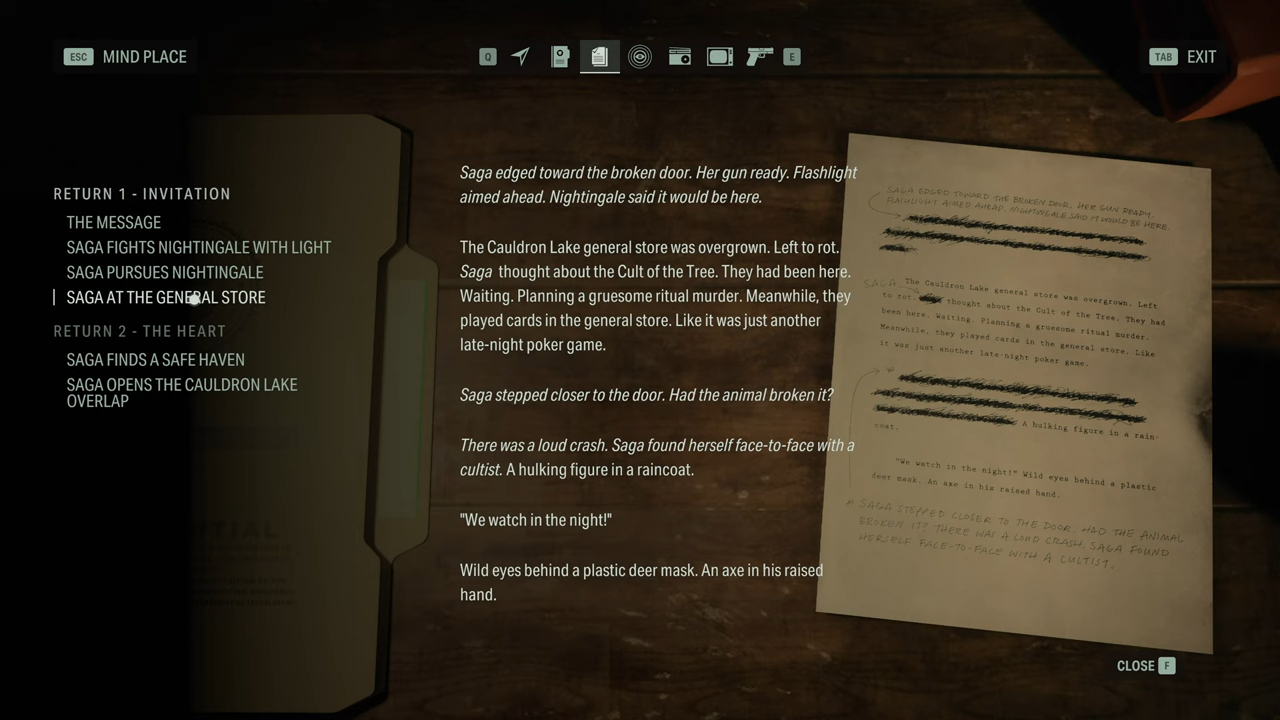 ESC MIND PLACE
Q
E
TAB EXIT
RETURN 1 - INVITATION
THE MESSAGE
SAGA FIGHTS NIGHTINGALE WITH LIGHT
SAGA PURSUES NIGHTINGALE
SAGA AT THE GENERAL STORE
RETURN 2 - THE HEART
SAGA FINDS A SAFE HAVEN
SAGA OPENS THE CAULDRON LAKE
OVERLAP
Saga edged toward the broken door. Her gun ready. Flashlight
aimed ahead. Nightingale said it would be here.
The Cauldron Lake general store was overgrown. Left to rot.
Saga thought about the Cult of the Tree. They had been here.
Waiting. Planning a gruesome ritual murder. Meanwhile, they
played cards in the general store. Like it was just another
late-night poker game.
Saga stepped closer to the door. Had the animal broken it?
There was a loud crash. Saga found herself face-to-face with a
cultist. A hulking figure in a raincoat.
"We watch in the night!"
Wild eyes behind a plastic deer mask. An axe in his raised
hand.
SAGA EDGED TOWARD THE BROKEN DOOR. HER GUN READY.
FLASHLIGHT AIMED AHEAD. NIGHTINGALE SAID IT WOULD BE HERE.
SAGA The Cauldron Lake general store was overgrown. Left
to rot. thought about the Cult of the Tree. They had
been here. Waiting. Planning a gruesome ritual murder.
Meanwhile, they played cards in the general store. Like
it was just another late-night poker game.
A hulking figure in a rain-
coat.
"We watch in the night!" Wild eyes behind a plastic
deer mask. An axe in his raised hand.
SAGA STEPPED CLOSER TO THE DOOR. HAD THE ANIMAL
BROKEN IT? THERE WAS A LOUD CRASH. SAGA FOUND
HERSELF FACE-TO-FACE WITH A CULTIST.
CLOSE F